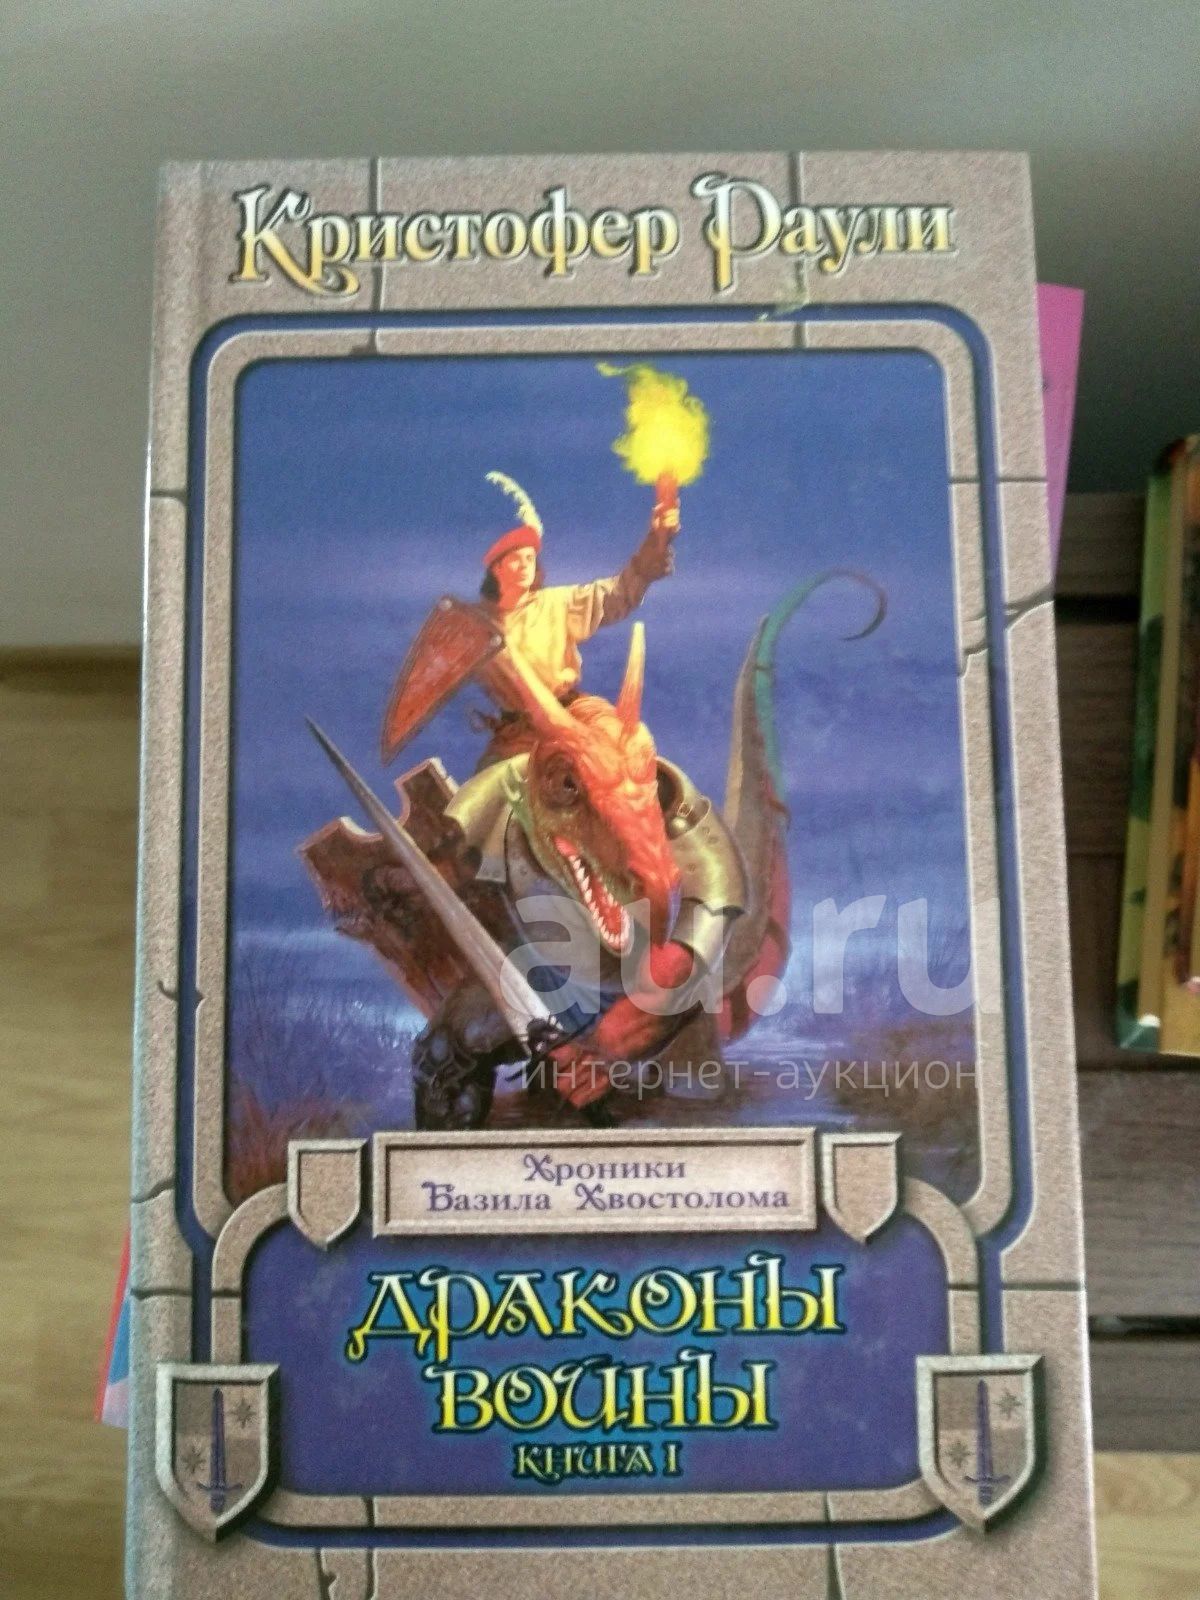 Кристофер Раули
au.ru
интернет-аукцион
Хроники
Базила Хвостолома
Драконы
войны
книга I